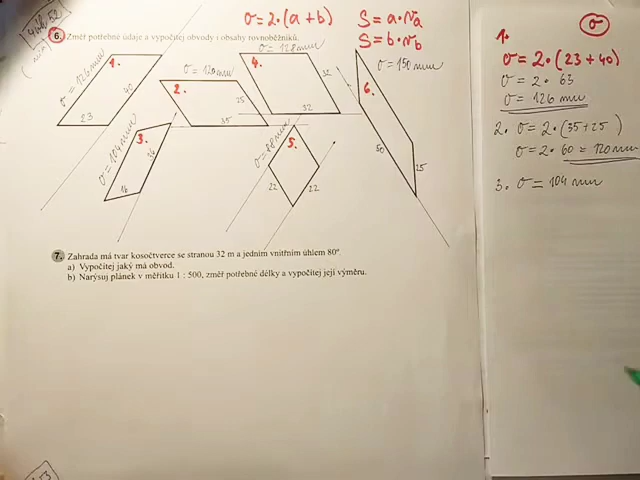 o = 2·(a + b)
S = a·va
S = b·vb
6. Změř potřebné údaje a vypočítej obvody i obsahy rovnoběžníků.
1.
o = 126 mm
23
40
2.
o = 120 mm
25
35
3.
o = 104 mm
36
16
4.
o = 128 mm
32
32
5.
o = 88 mm
22
22
6.
o = 150 mm
50
25
7. Zahrada má tvar kosočtverce se stranou 32 m a jedním vnitřním úhlem 80°.
a) Vypočítej jaký má obvod.
b) Narýsuj plánek v měřítku 1 : 500, změř potřebné délky a vypočítej její výměru.
o
1.
o = 2·(23 + 40)
o = 2 · 63
o = 126 mm
2. o = 2·(35 + 25)
o = 2 · 60 = 120 mm
3. o = 104 mm